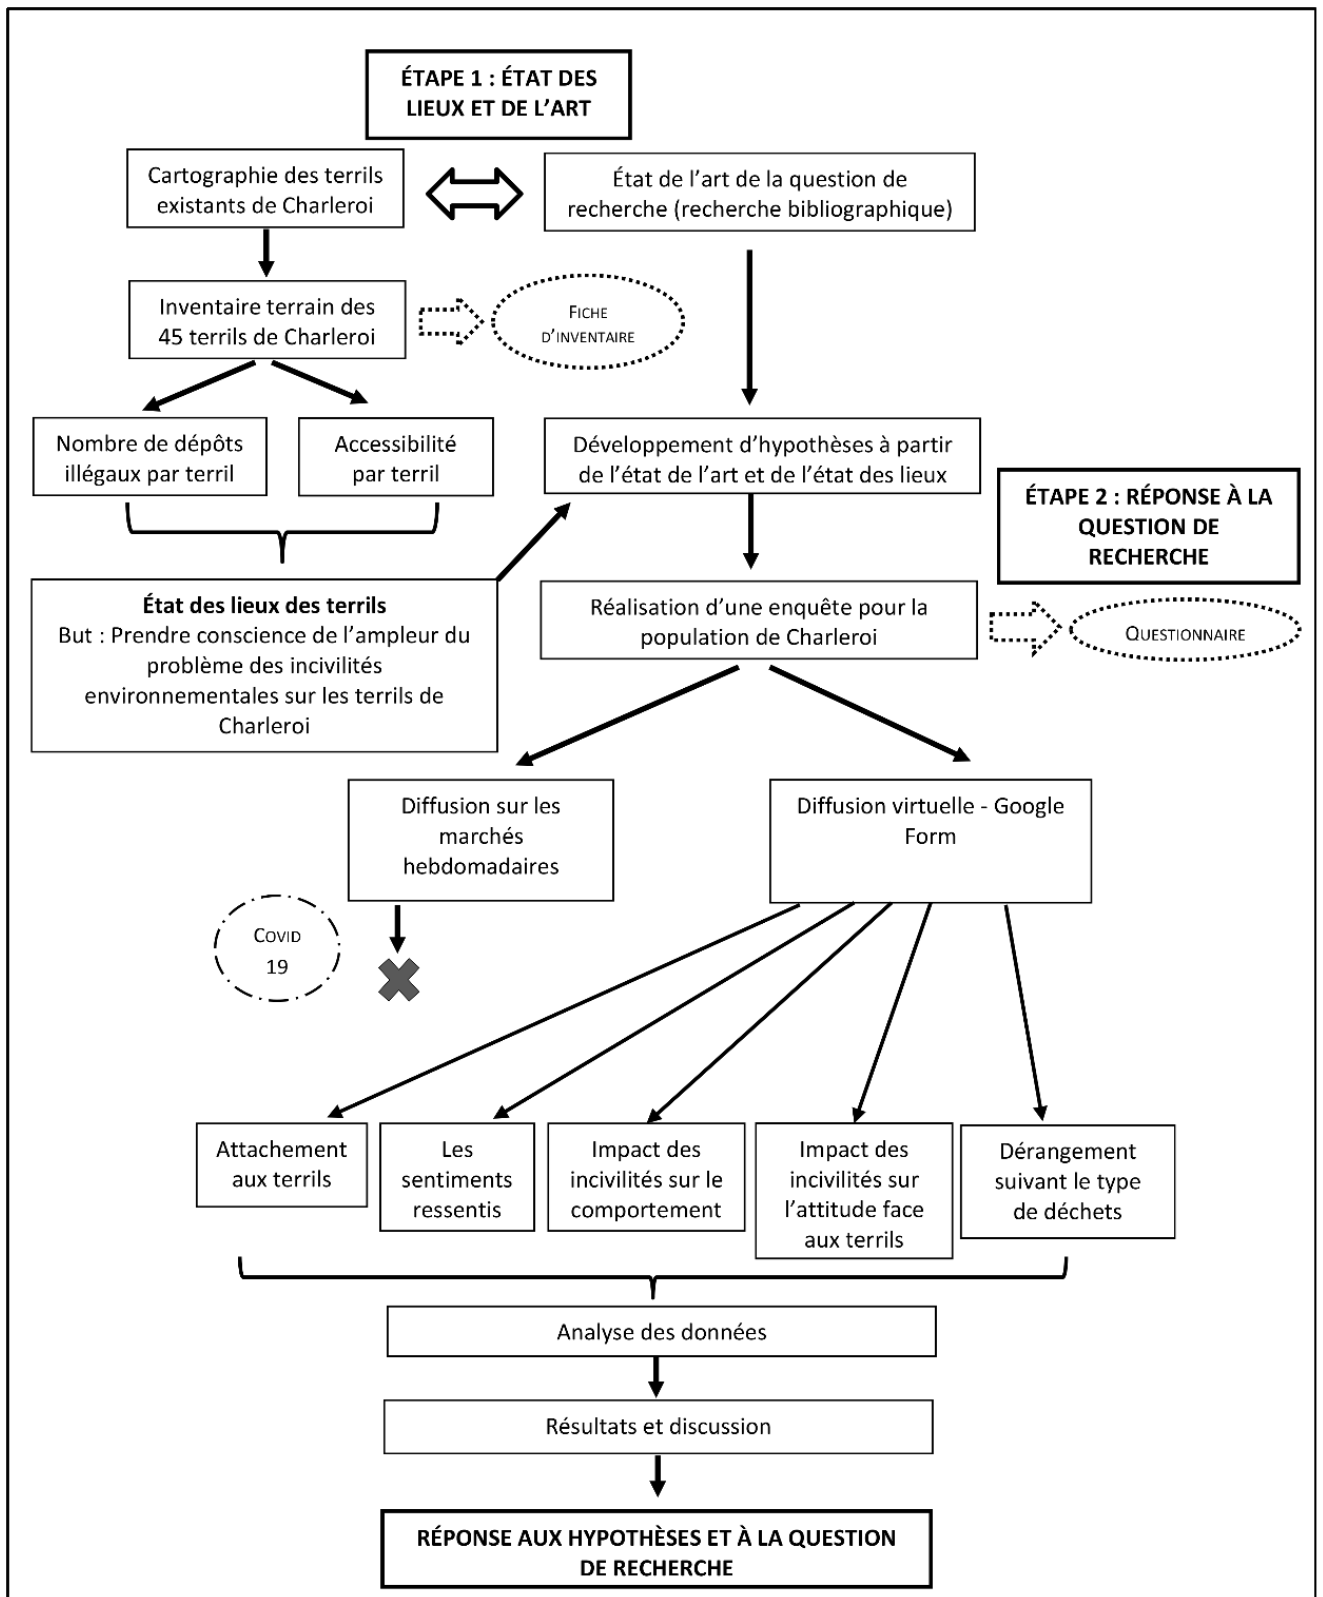 ÉTAPE 1 : ÉTAT DES
LIEUX ET DE L’ART
Cartographie des terrils
existants de Charleroi
État de l’art de la question de
recherche (recherche bibliographique)
Inventaire terrain des
45 terrils de Charleroi
FICHE
D’INVENTAIRE
Nombre de dépôts
illégaux par terril
Accessibilité
par terril
Développement d’hypothèses à partir
de l’état de l’art et de l’état des lieux
ÉTAPE 2 : RÉPONSE À LA
QUESTION DE
RECHERCHE
État des lieux des terrils
But : Prendre conscience de l’ampleur du
problème des incivilités
environnementales sur les terrils de
Charleroi
Réalisation d’une enquête pour la
population de Charleroi
QUESTIONNAIRE
Diffusion sur les
marchés
hebdomadaires
Diffusion virtuelle - Google
Form
COVID
19
Attachement
aux terrils
Les
sentiments
ressentis
Impact des
incivilités sur le
comportement
Impact des
incivilités sur
l’attitude face
aux terrils
Dérangement
suivant le type
de déchets
Analyse des données
Résultats et discussion
RÉPONSE AUX HYPOTHÈSES ET À LA QUESTION
DE RECHERCHE